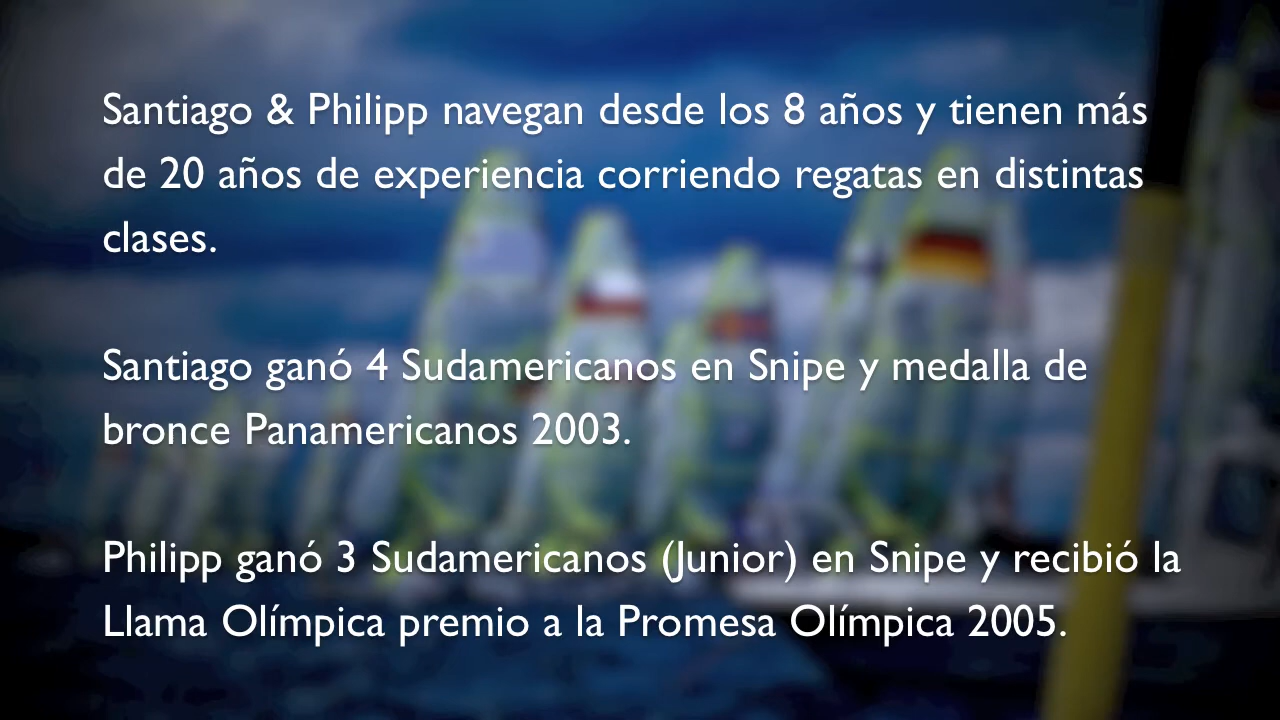 Santiago & Philipp navegan desde los 8 años y tienen más
de 20 años de experiencia corriendo regatas en distintas
clases.
Santiago ganó 4 Sudamericanos en Snipe y medalla de
bronce Panamericanos 2003.
Philipp ganó 3 Sudamericanos (Junior) en Snipe y recibió la
Llama Olímpica premio a la Promesa Olímpica 2005.